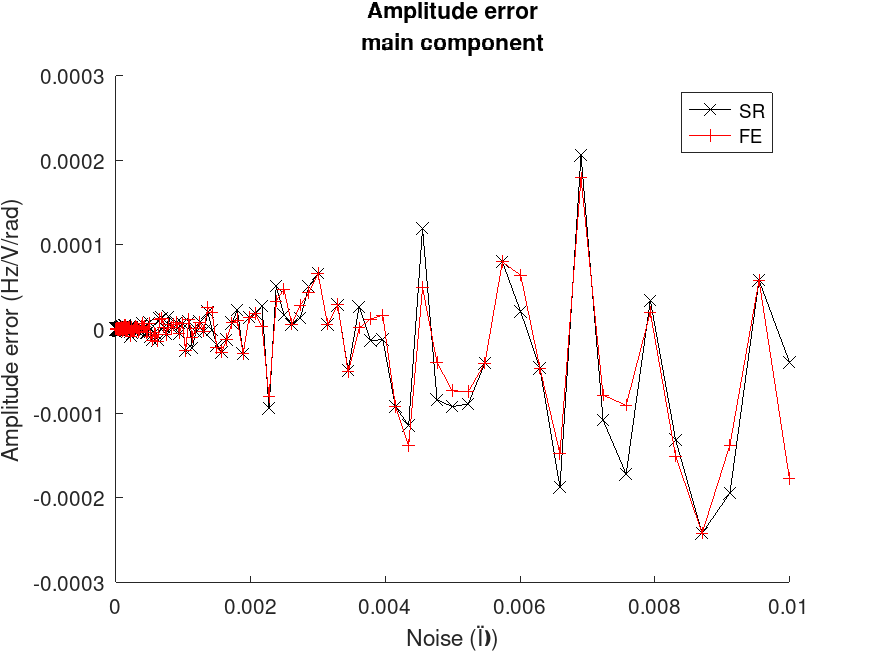 Amplitude error
main component
0.0003
0.0002
0.0001
0
-0.0001
-0.0002
-0.0003
Amplitude error (Hz/V/rad)
SR
FE
0 0.002 0.004 0.006 0.008 0.01
Noise